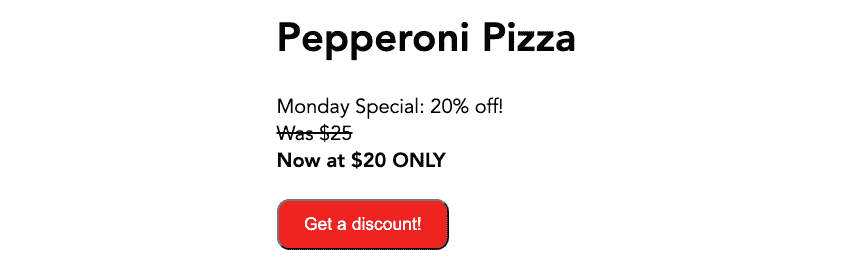 Pepperoni Pizza
Monday Special: 20% off!
Was $25
Now at $20 ONLY
Get a discount!